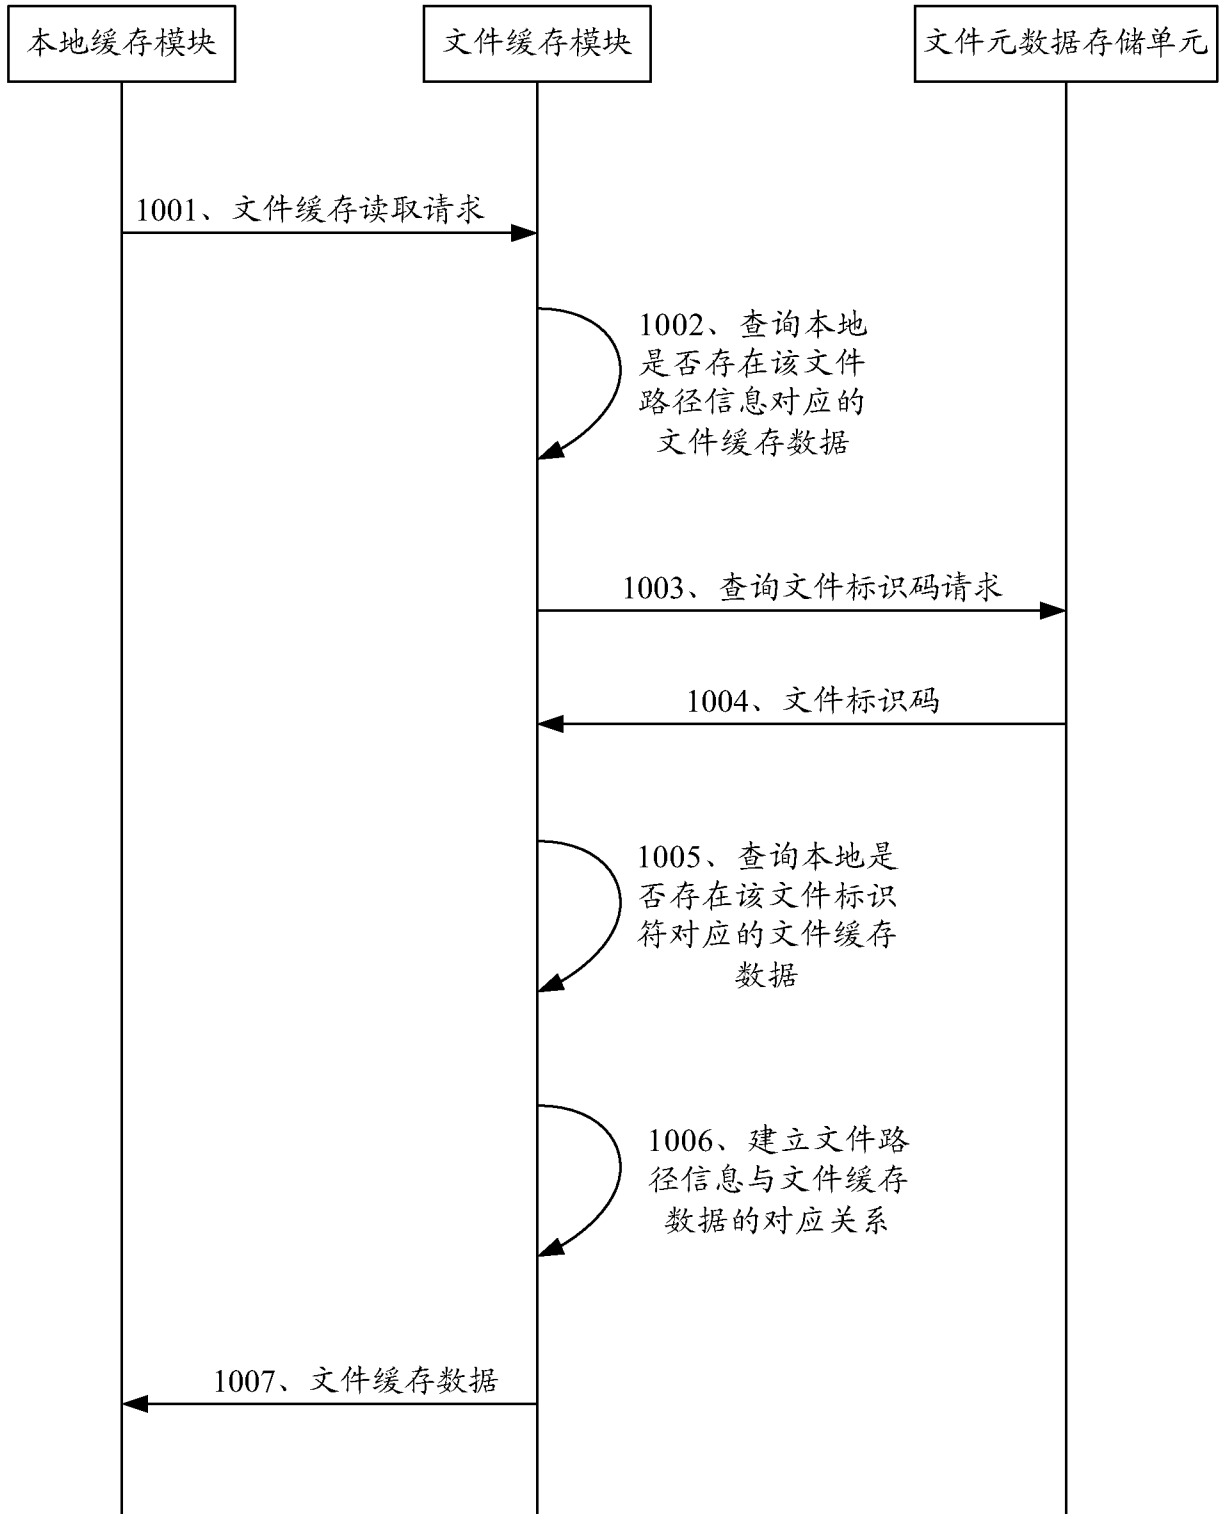 本地缓存模块
文件缓存模块
文件元数据存储单元
1001、文件缓存读取请求
1002、查询本地
是否存在该文件
路径信息对应的
文件缓存数据
1003、查询文件标识码请求
1004、文件标识码
1005、查询本地是
否存在该文件标识
符对应的文件缓存
数据
1006、建立文件路
径信息与文件缓存
数据的对应关系
1007、文件缓存数据